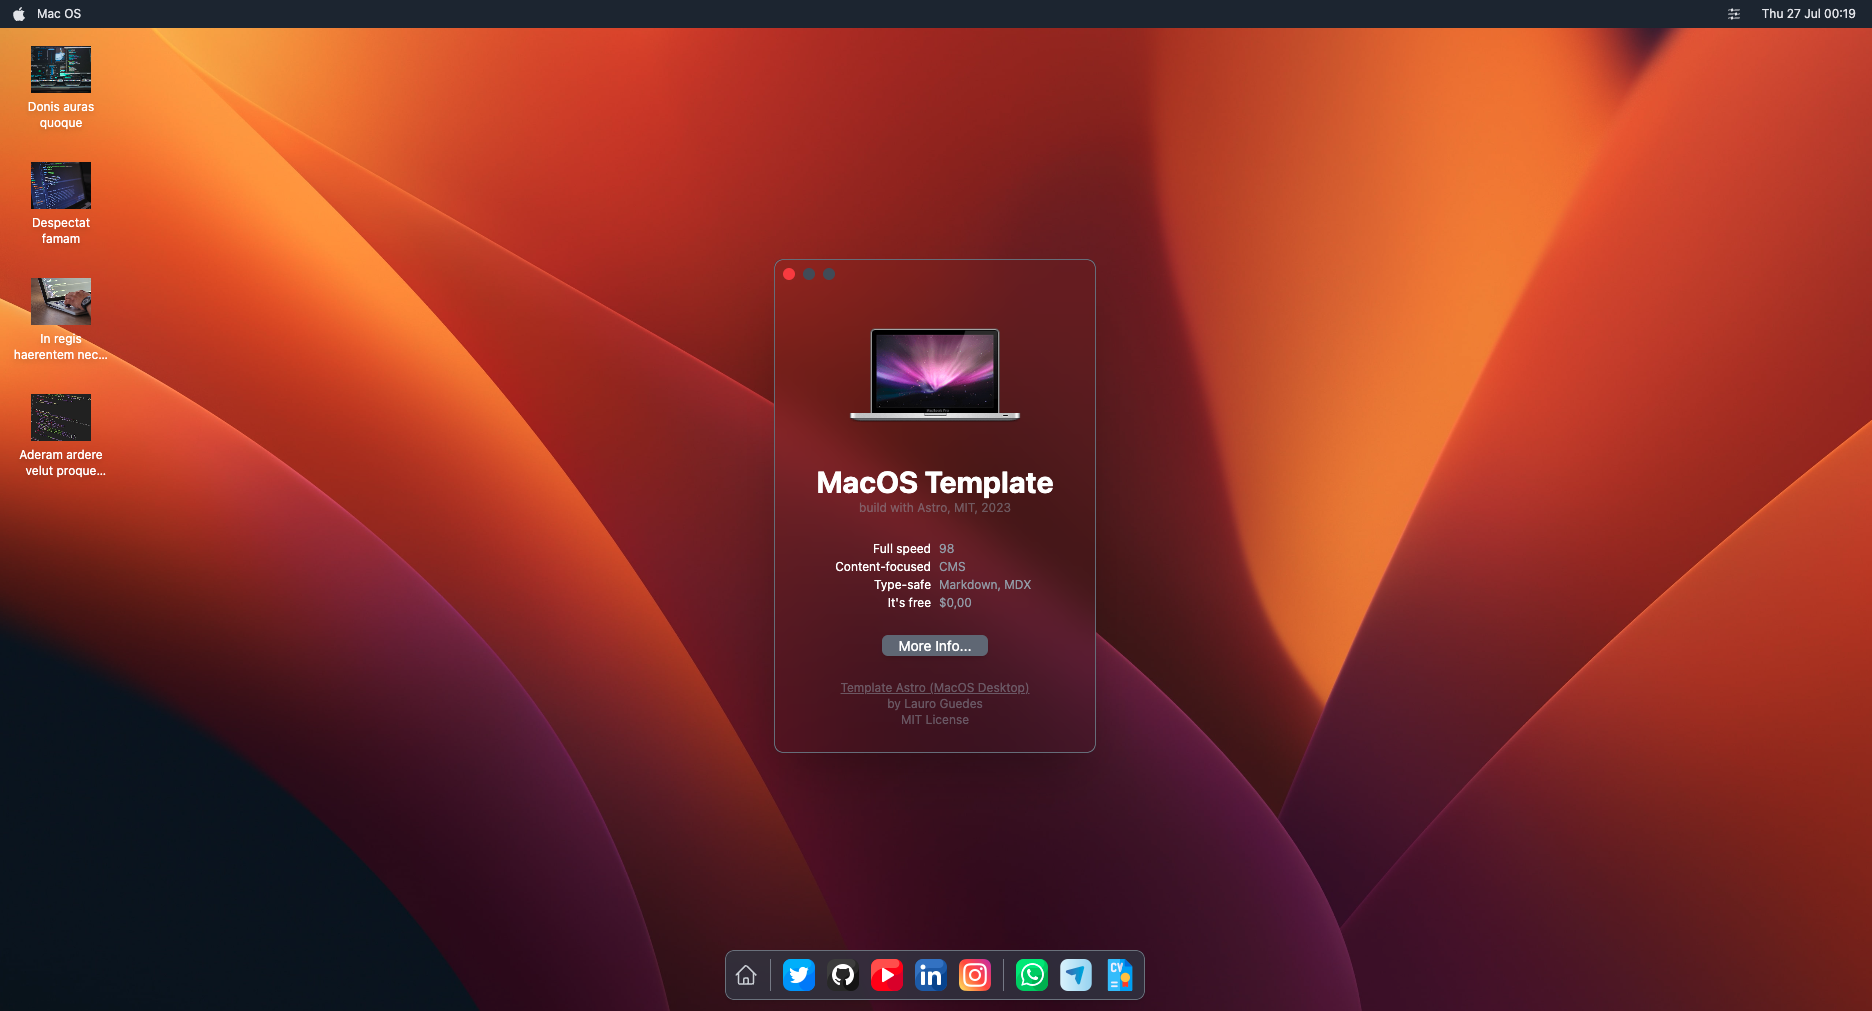 Mac OS
Thu 27 Jul 00:19
Donis auras
quoque
Despectat
famam
In regis
haerentem nec...
Aderam ardere
velut proque...
MacOS Template
build with Astro, MIT, 2023
Full speed 98
Content-focused CMS
Type-safe Markdown, MDX
It's free $0,00
More Info...
Template Astro (MacOS Desktop)
by Lauro Guedes
MIT License
in
CV